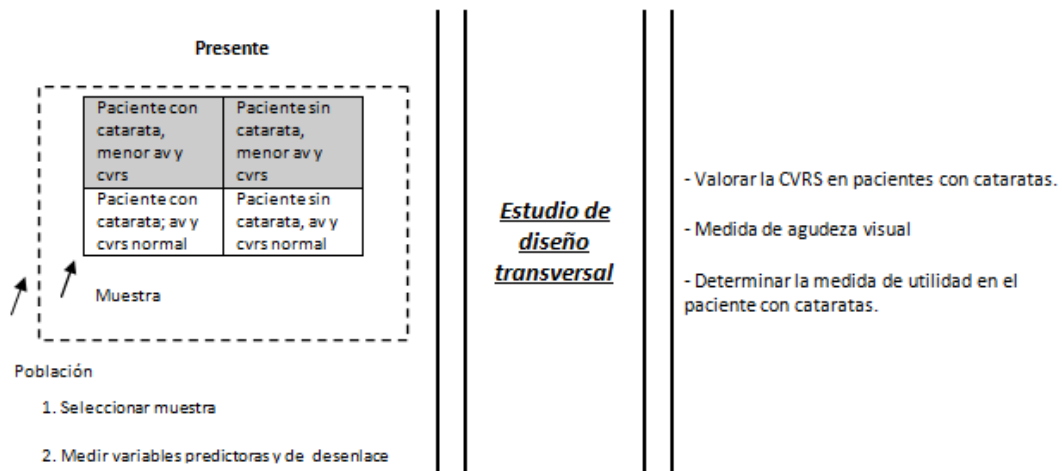 Presente
Paciente con
catarata,
menor av y
cvrs
Paciente sin
catarata,
menor av y
cvrs
Paciente con
catarata; av y
cvrs normal
Paciente sin
catarata, av y
cvrs normal
Muestra
Población
1. Seleccionar muestra
2. Medir variables predictoras y de desenlace
Estudio de
diseño
transversal
- Valorar la CVRS en pacientes con cataratas.
- Medida de agudeza visual
- Determinar la medida de utilidad en el
paciente con cataratas.